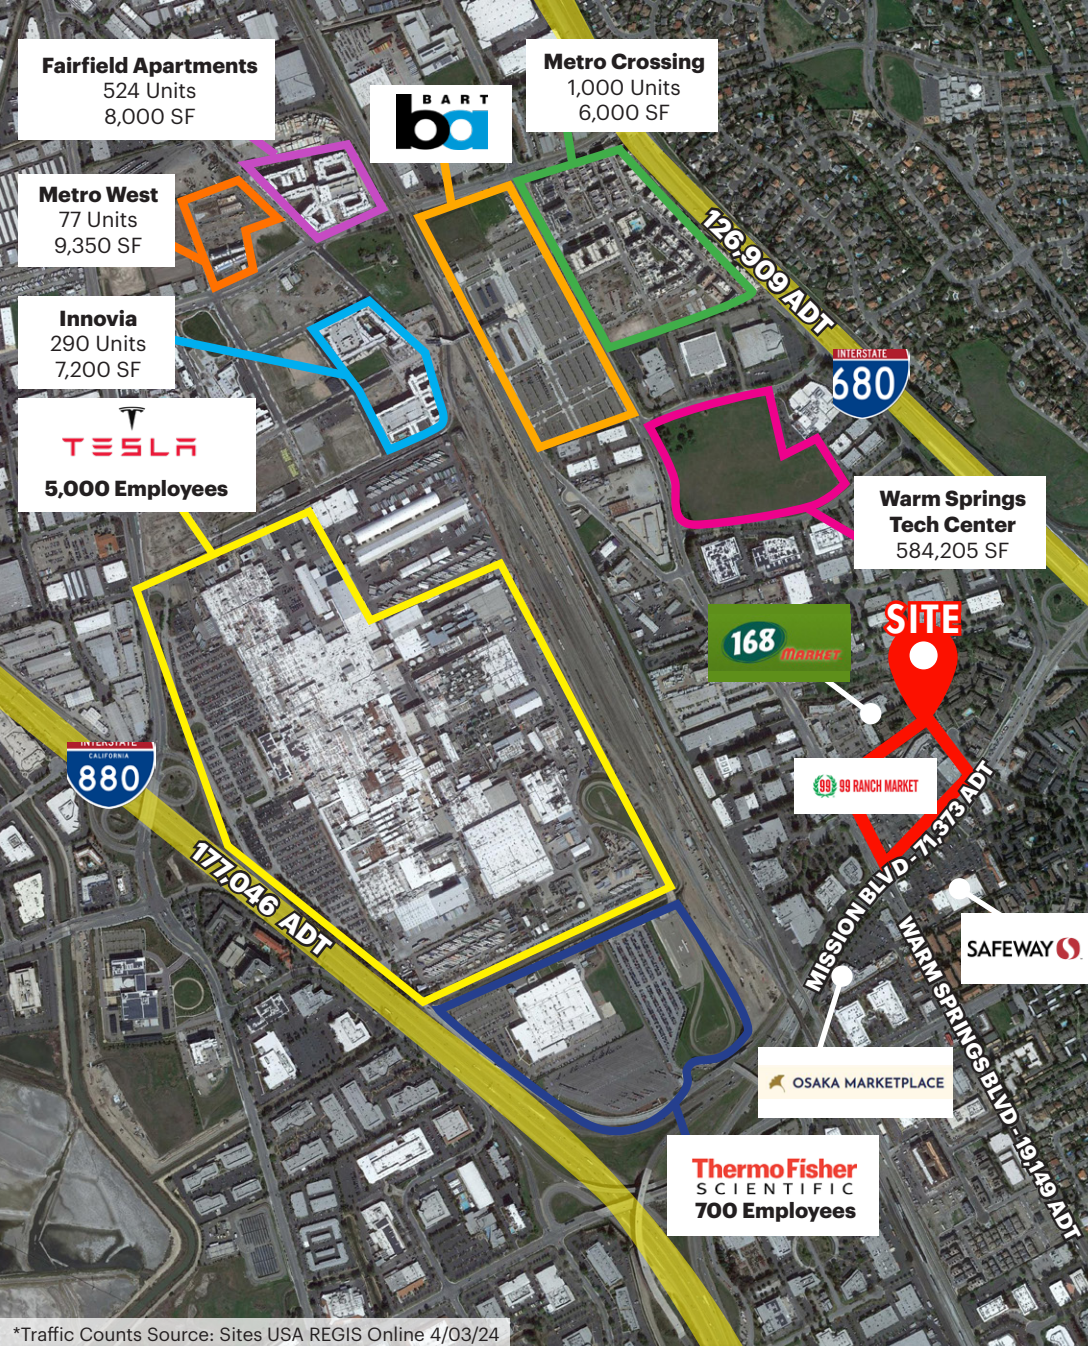 Fairfield Apartments
524 Units
8,000 SF
BART
ba
Metro Crossing
1,000 Units
6,000 SF
Metro West
77 Units
9,350 SF
126,909 ADT
Innovia
290 Units
7,200 SF
INTERSTATE
680
TESLA
5,000 Employees
Warm Springs
Tech Center
584,205 SF
SITE
168
MARKET
INTERSTATE
CALIFORNIA
880
99 99 RANCH MARKET
177,046 ADT
MISSION BLVD - 71,373 ADT
SAFEWAY
WARM SPRINGS BLVD - 19,149 ADT
OSAKA MARKETPLACE
ThermoFisher
SCIENTIFIC
700 Employees
*Traffic Counts Source: Sites USA REGIS Online 4/03/24